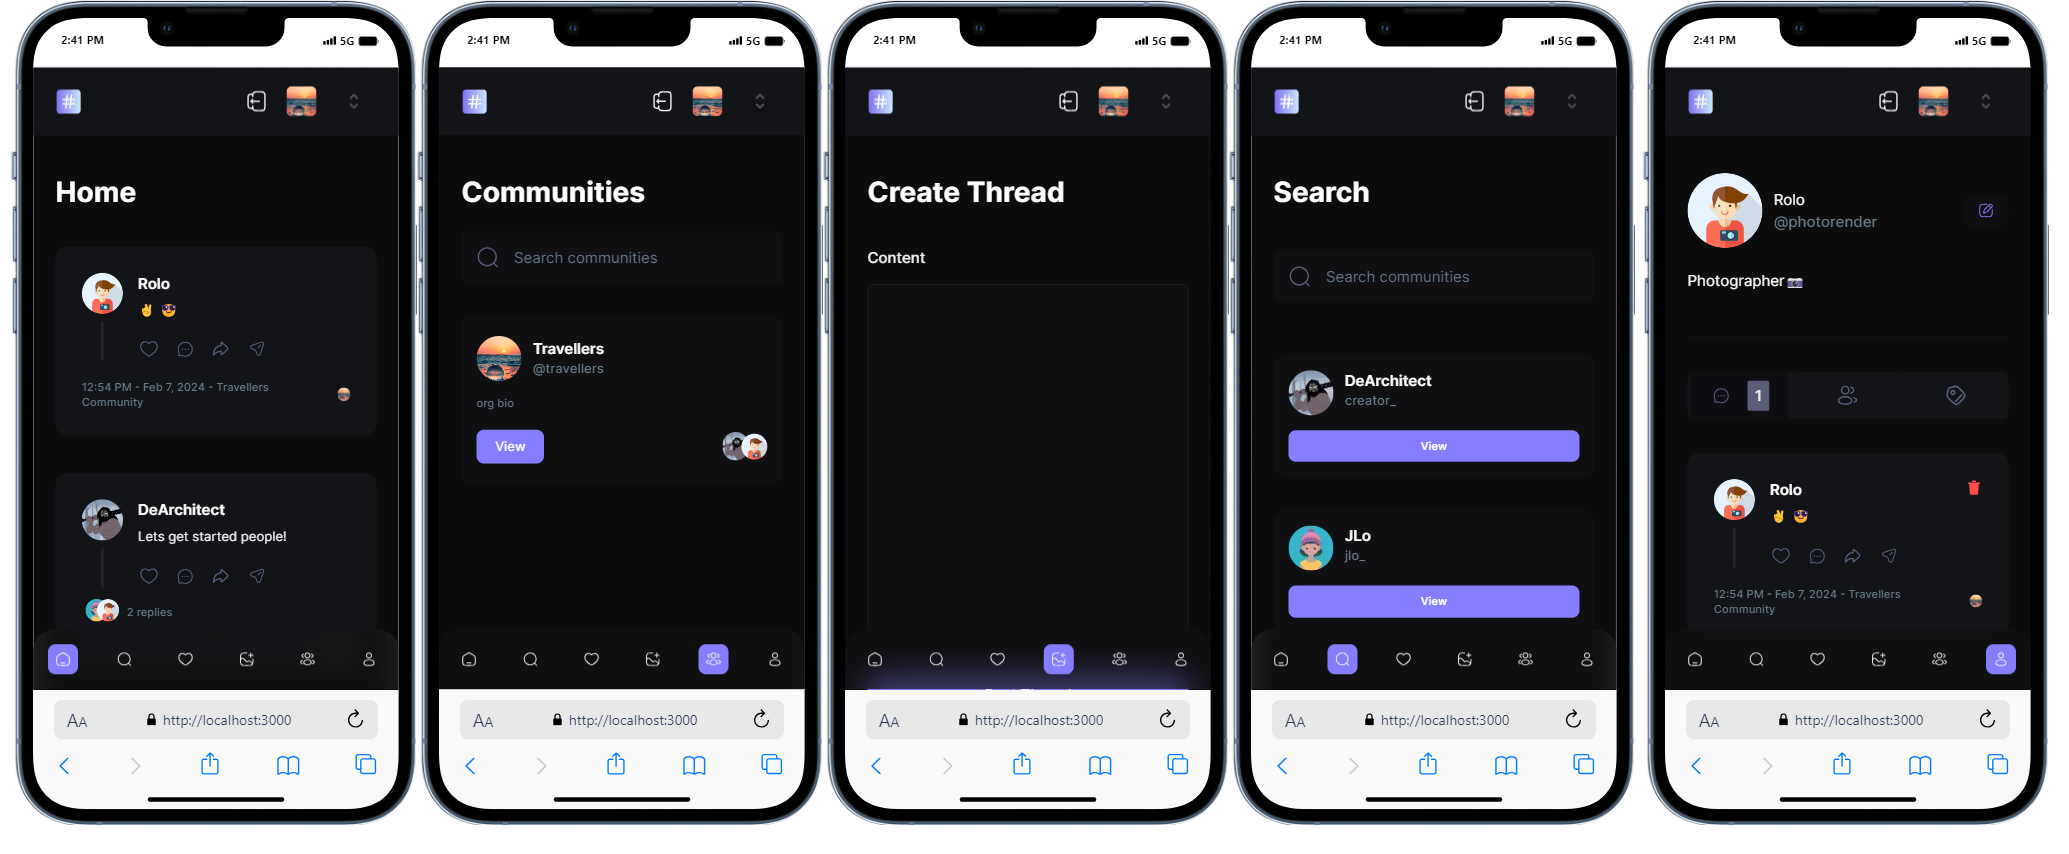 2:41 PM 5G
#
Home
Rolo
✌️ 😎
12:54 PM - Feb 7, 2024 - Travellers
Community
DeArchitect
Lets get started people!
2 replies
AA http://localhost:3000
2:41 PM 5G
#
Communities
Search communities
Travellers
@travellers
org bio
View
AA http://localhost:3000
2:41 PM 5G
#
Create Thread
Content
AA http://localhost:3000
2:41 PM 5G
#
Search
Search communities
DeArchitect
creator_
View
JLo
jlo_
View
AA http://localhost:3000
2:41 PM 5G
#
Rolo
@photorender
Photographer 📷
1
Rolo
✌️ 😎
12:54 PM - Feb 7, 2024 - Travellers
Community
AA http://localhost:3000